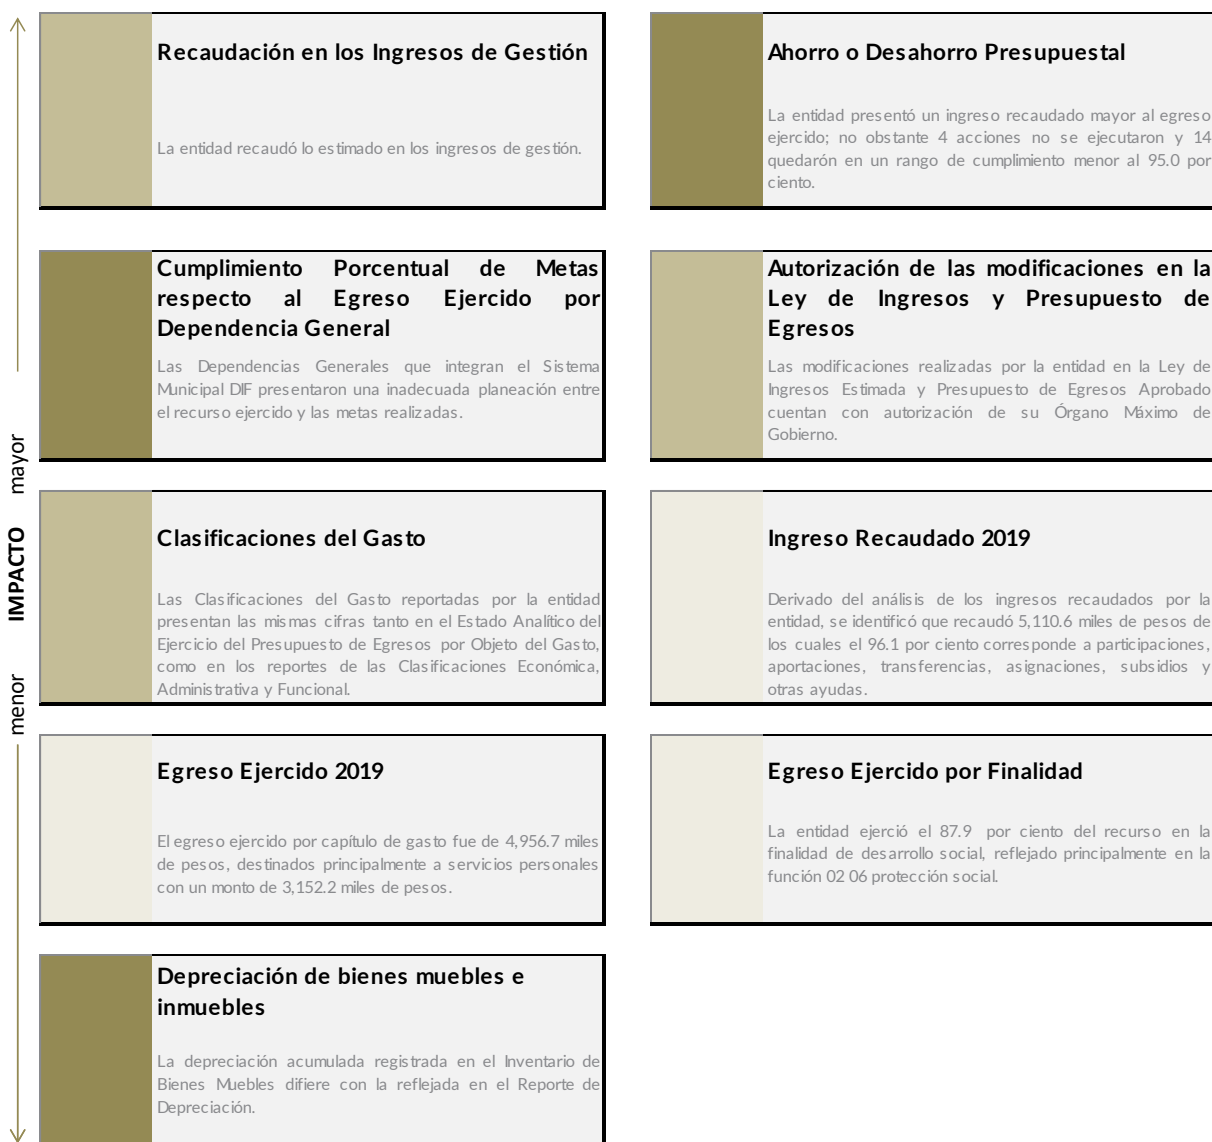 Recaudación en los Ingresos de Gestión
La entidad recaudó lo estimado en los ingresos de gestión.
Ahorro o Desahorro Presupuestal
La entidad presentó un ingreso recaudado mayor al egreso
ejercido; no obstante 4 acciones no se ejecutaron y 14
quedarón en un rango de cumplimiento menor al 95.0 por
ciento.
Cumplimiento Porcentual de Metas
respecto al Egreso Ejercido por
Dependencia General
Las Dependencias Generales que integran el Sistema
Municipal DIF presentaron una inadecuada planeación entre
el recurso ejercido y las metas realizadas.
Autorización de las modificaciones en la
Ley de Ingresos y Presupuesto de
Egresos
Las modificaciones realizadas por la entidad en la Ley de
Ingresos Estimada y Presupuesto de Egresos Aprobado
cuentan con autorización de su Órgano Máximo de
Gobierno.
menor IMPACTO mayor
Clasificaciones del Gasto
Las Clasificaciones del Gasto reportadas por la entidad
presentan las mismas cifras tanto en el Estado Analítico del
Ejercicio del Presupuesto de Egresos por Objeto del Gasto,
como en los reportes de las Clasificaciones Económica,
Administrativa y Funcional.
Ingreso Recaudado 2019
Derivado del análisis de los ingresos recaudados por la
entidad, se identificó que recaudó 5,110.6 miles de pesos de
los cuales el 96.1 por ciento corresponde a participaciones,
aportaciones, transferencias, asignaciones, subsidios y
otras ayudas.
Egreso Ejercido 2019
El egreso ejercido por capítulo de gasto fue de 4,956.7 miles
de pesos, destinados principalmente a servicios personales
con un monto de 3,152.2 miles de pesos.
Egreso Ejercido por Finalidad
La entidad ejerció el 87.9 por ciento del recurso en la
finalidad de desarrollo social, reflejado principalmente en la
función 02 06 protección social.
Depreciación de bienes muebles e
inmuebles
La depreciación acumulada registrada en el Inventario de
Bienes Muebles difiere con la reflejada en el Reporte de
Depreciación.